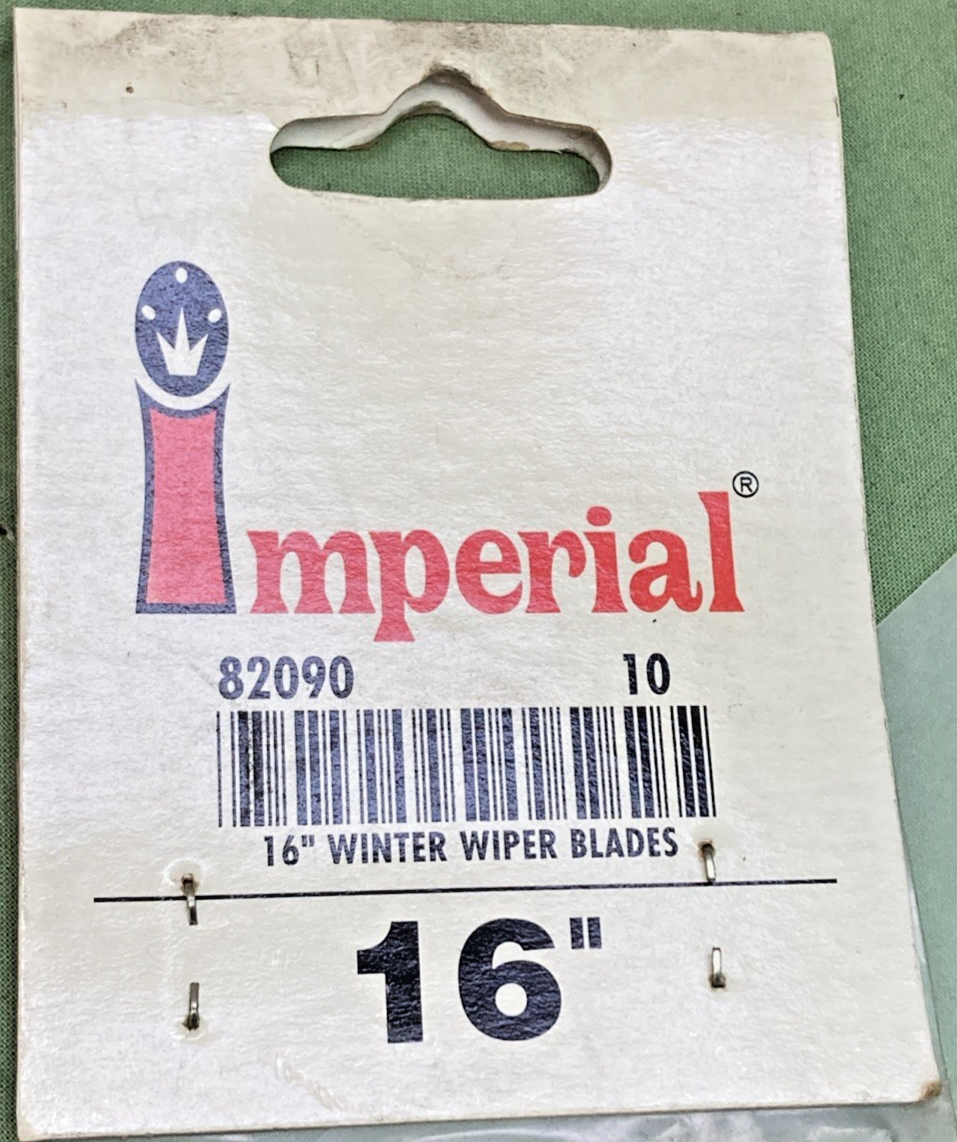 Imperial®
82090 10
16" WINTER WIPER BLADES
16"